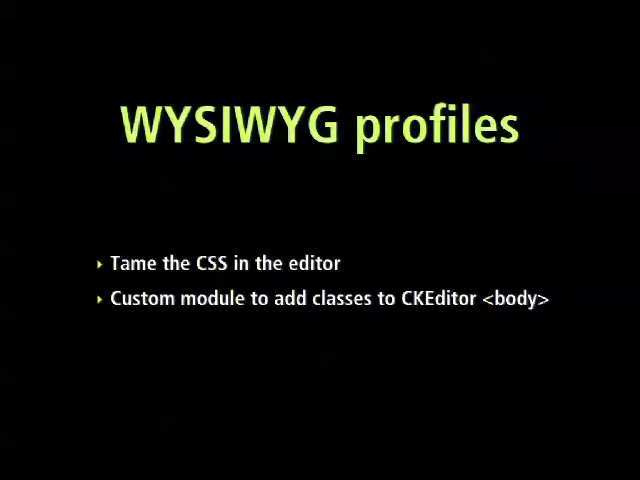 WYSIWYG profiles
Tame the CSS in the editor
Custom module to add classes to CKEditor <body>